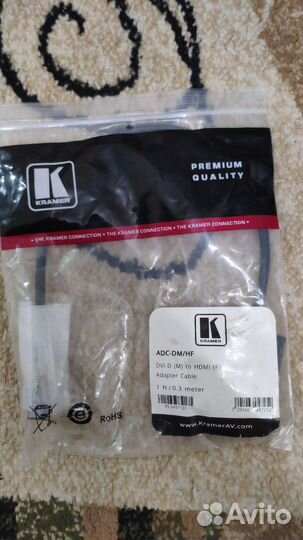 PREMIUM
QUALITY
K
KRAMER
• THE KRAMER CONNECTION • THE KRAMER CONNECTION • THE KRAMER CONNECTION •
K
KRAMER
ADC-DM/HF
DVI-D (M) to HDMI (F)
Adapter Cable
1 ft / 0.3 meter
RoHS
www.KramerAV.com
Avito